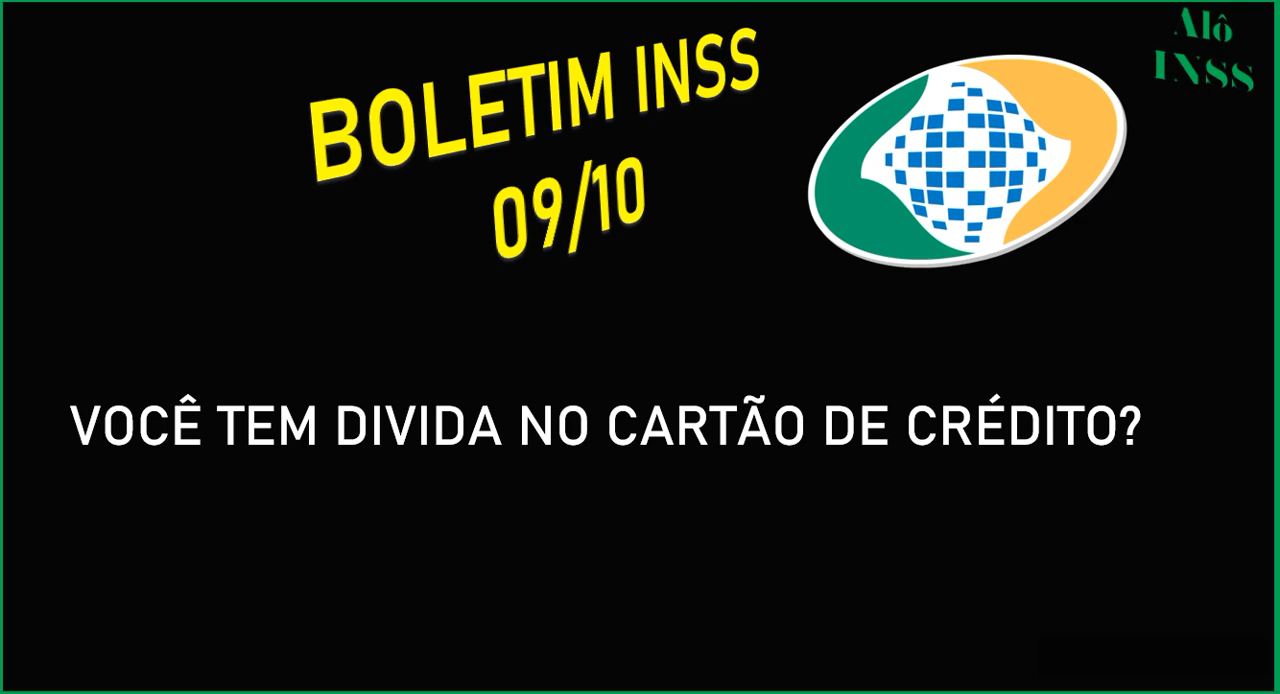 Alô
INSS
BOLETIM INSS
09/10
VOCÊ TEM DIVIDA NO CARTÃO DE CRÉDITO?